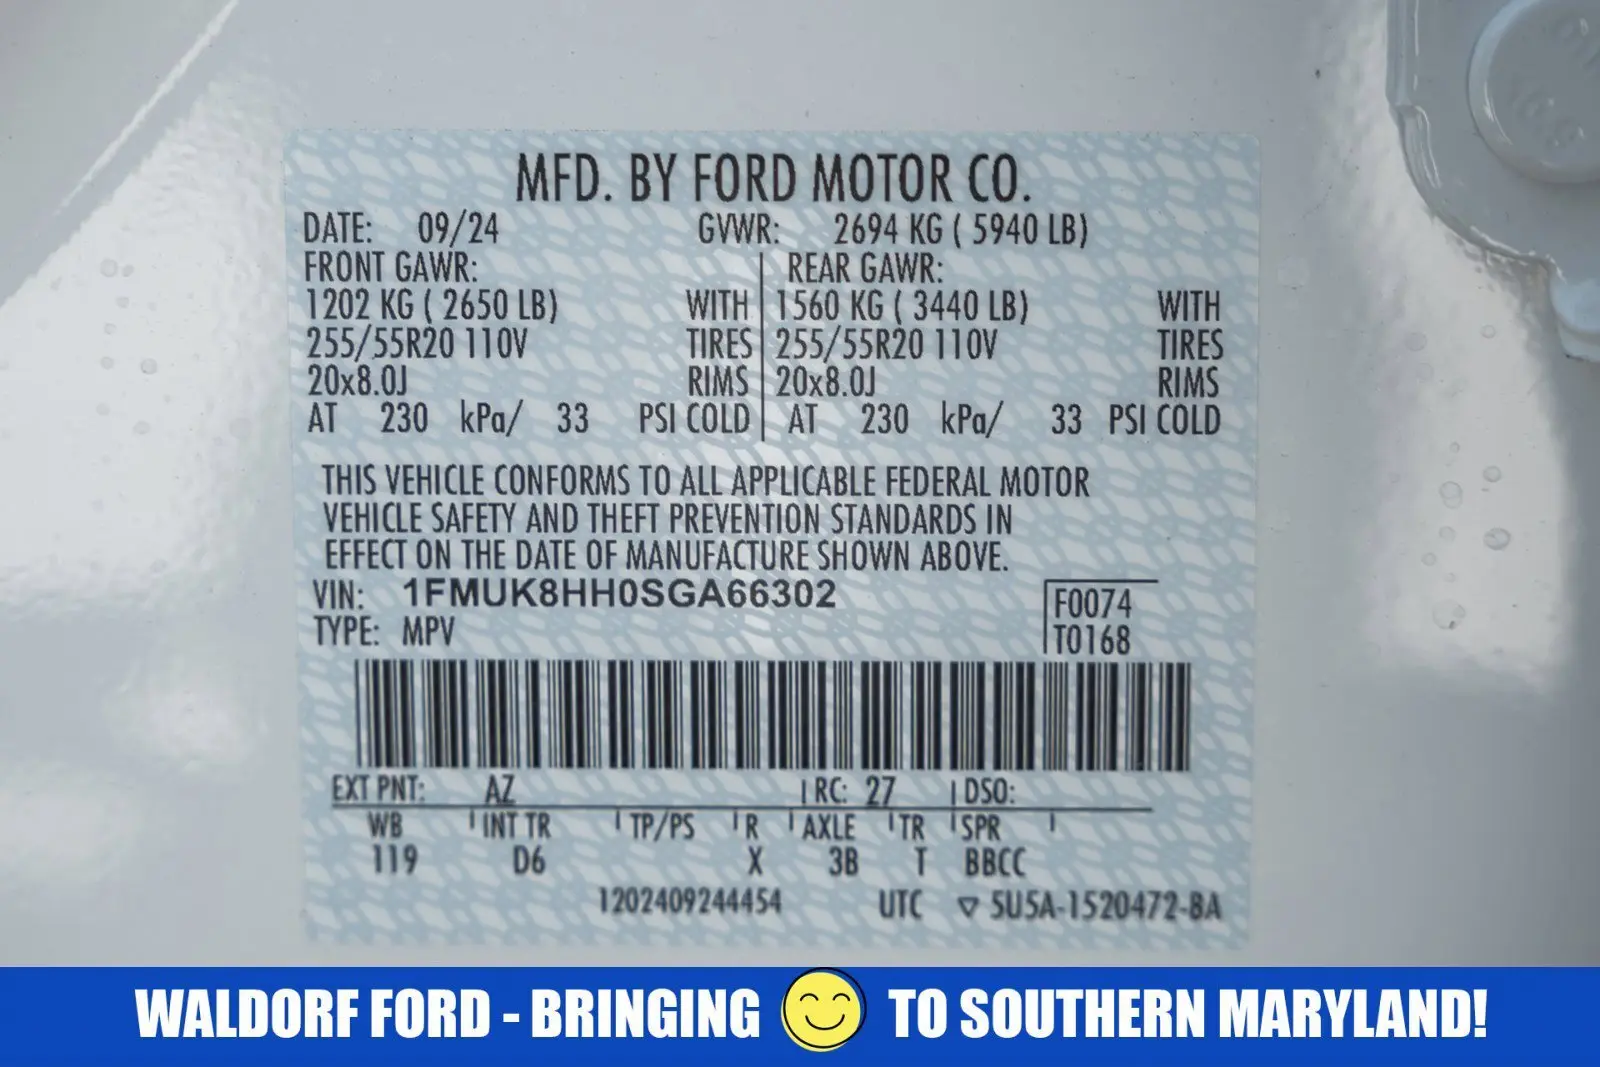 MFD. BY FORD MOTOR CO.
DATE: 09/24 GVWR: 2694 KG ( 5940 LB)
FRONT GAWR: REAR GAWR:
1202 KG ( 2650 LB) WITH 1560 KG ( 3440 LB) WITH
255/55R20 110V TIRES 255/55R20 110V TIRES
20x8.0J RIMS 20x8.0J RIMS
AT 230 kPa/ 33 PSI COLD AT 230 kPa/ 33 PSI COLD
THIS VEHICLE CONFORMS TO ALL APPLICABLE FEDERAL MOTOR
VEHICLE SAFETY AND THEFT PREVENTION STANDARDS IN
EFFECT ON THE DATE OF MANUFACTURE SHOWN ABOVE.
VIN: 1FMUK8HH0SGA66302 F0074
TYPE: MPV T0168
EXT PNT: AZ RC: 27 DSO:
WB INT TR TP/PS R AXLE TR SPR
119 D6 X 3B T BBCC
1202409244454 UTC ▽ 5U5A-1520472-BA
WALDORF FORD - BRINGING 😊 TO SOUTHERN MARYLAND!